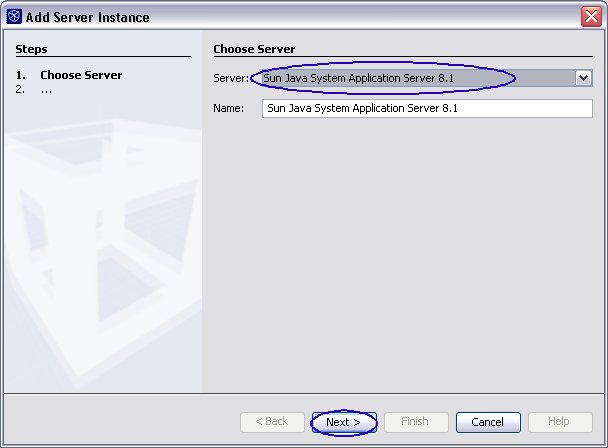 Add Server Instance
Steps
1. Choose Server
2. ...
Choose Server
Server: Sun Java System Application Server 8.1
Name: Sun Java System Application Server 8.1
< Back Next > Finish Cancel Help